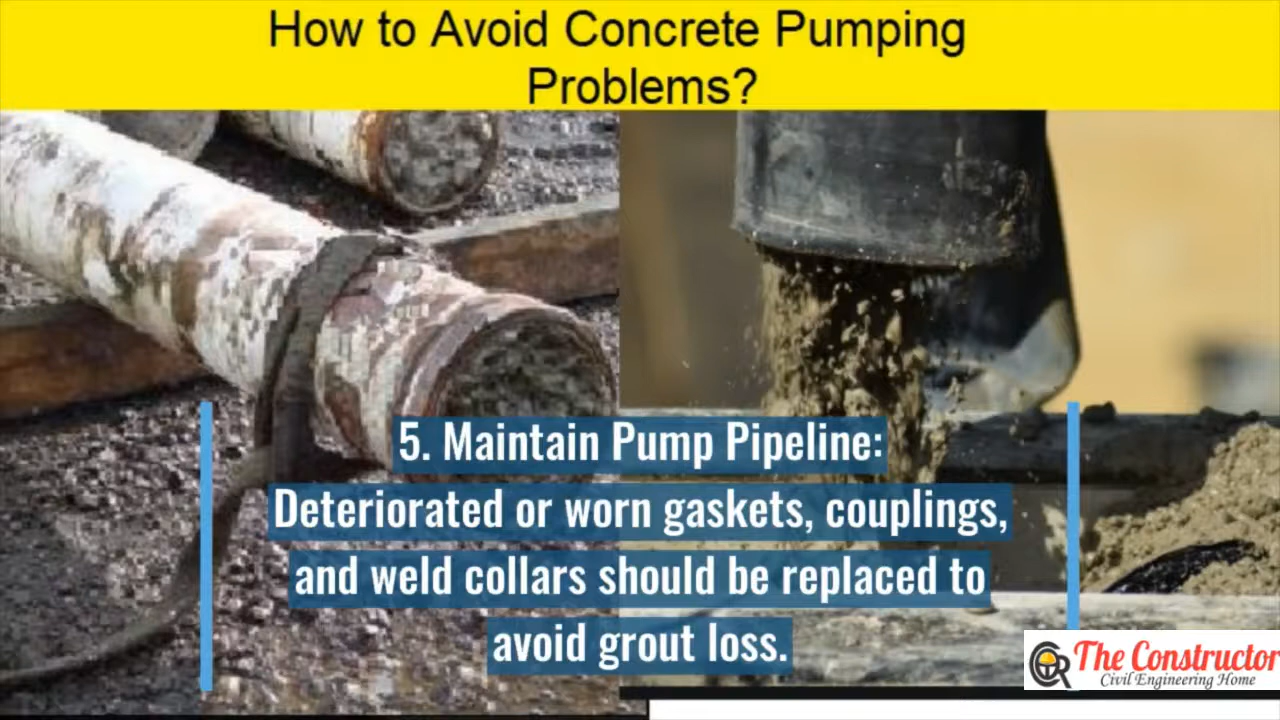 How to Avoid Concrete Pumping
Problems?
5. Maintain Pump Pipeline:
Deteriorated or worn gaskets, couplings,
and weld collars should be replaced to
avoid grout loss.
The Constructor
Civil Engineering Home